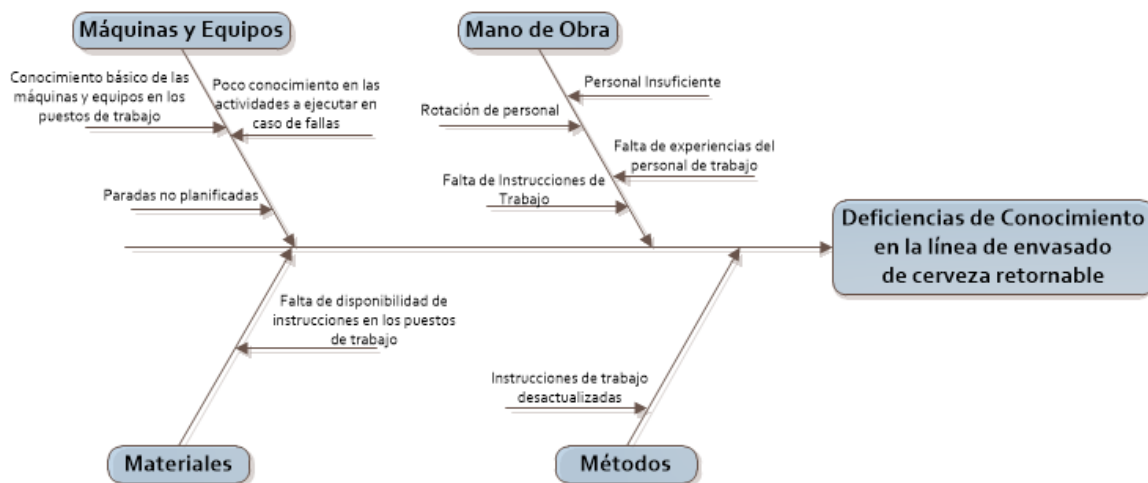 Máquinas y Equipos
Mano de Obra
Conocimiento básico de las
máquinas y equipos en los
puestos de trabajo
Poco conocimiento en las
actividades a ejecutar en
caso de fallas
Paradas no planificadas
Personal Insuficiente
Rotación de personal
Falta de experiencias del
personal de trabajo
Falta de Instrucciones de
Trabajo
Deficiencias de Conocimiento
en la línea de envasado
de cerveza retornable
Falta de disponibilidad de
instrucciones en los puestos
de trabajo
Instrucciones de trabajo
desactualizadas
Materiales
Métodos